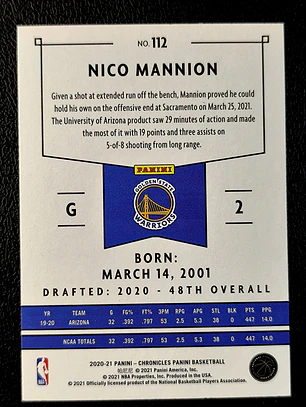 NO. 112
NICO MANNION
Given a shot at extended run off the bench, Mannion proved he could
hold his own on the offensive end at Sacramento on March 25, 2021.
The University of Arizona product saw 29 minutes of action and made
the most of it with 19 points and three assists on
5-of-8 shooting from long range.
PANINI
GOLDEN STATE
WARRIORS
G
2
BORN:
MARCH 14, 2001
DRAFTED: 2020 - 48TH OVERALL
YR TEAM G FG% FT% 3PM RPG APG STL BLK PTS PPG
19-20 ARIZONA 32 .392 .797 53 2.5 5.3 38 0 447 14.0
NCAA TOTALS 32 .392 .797 53 2.5 5.3 38 0 447 14.0
2020-21 PANINI - CHRONICLES PANINI BASKETBALL
© 2021 Panini America, Inc.
© 2021 NBA Properties, Inc. Produced in the USA.
© 2021 Officially licensed product of the National Basketball Players Association.